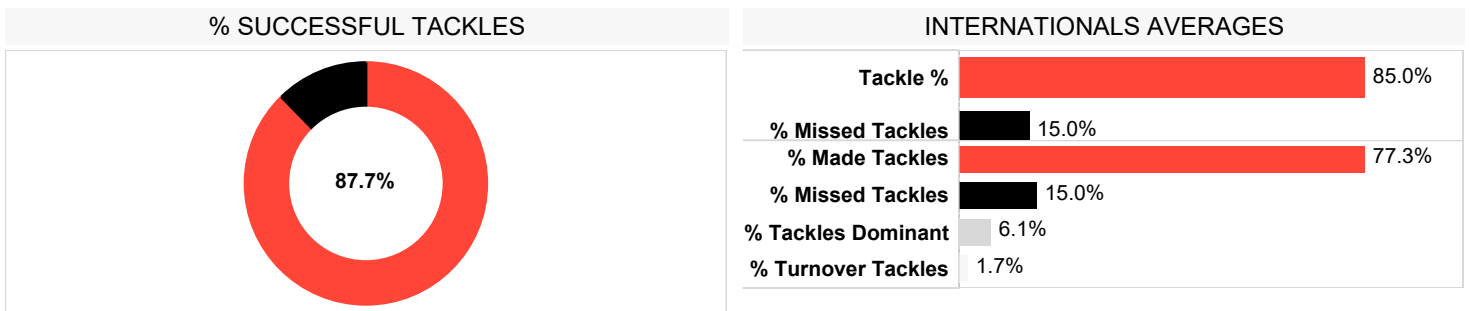 % SUCCESSFUL TACKLES
87.7%
INTERNATIONALS AVERAGES
Tackle % 85.0%
% Missed Tackles 15.0%
% Made Tackles 77.3%
% Missed Tackles 15.0%
% Tackles Dominant 6.1%
% Turnover Tackles 1.7%